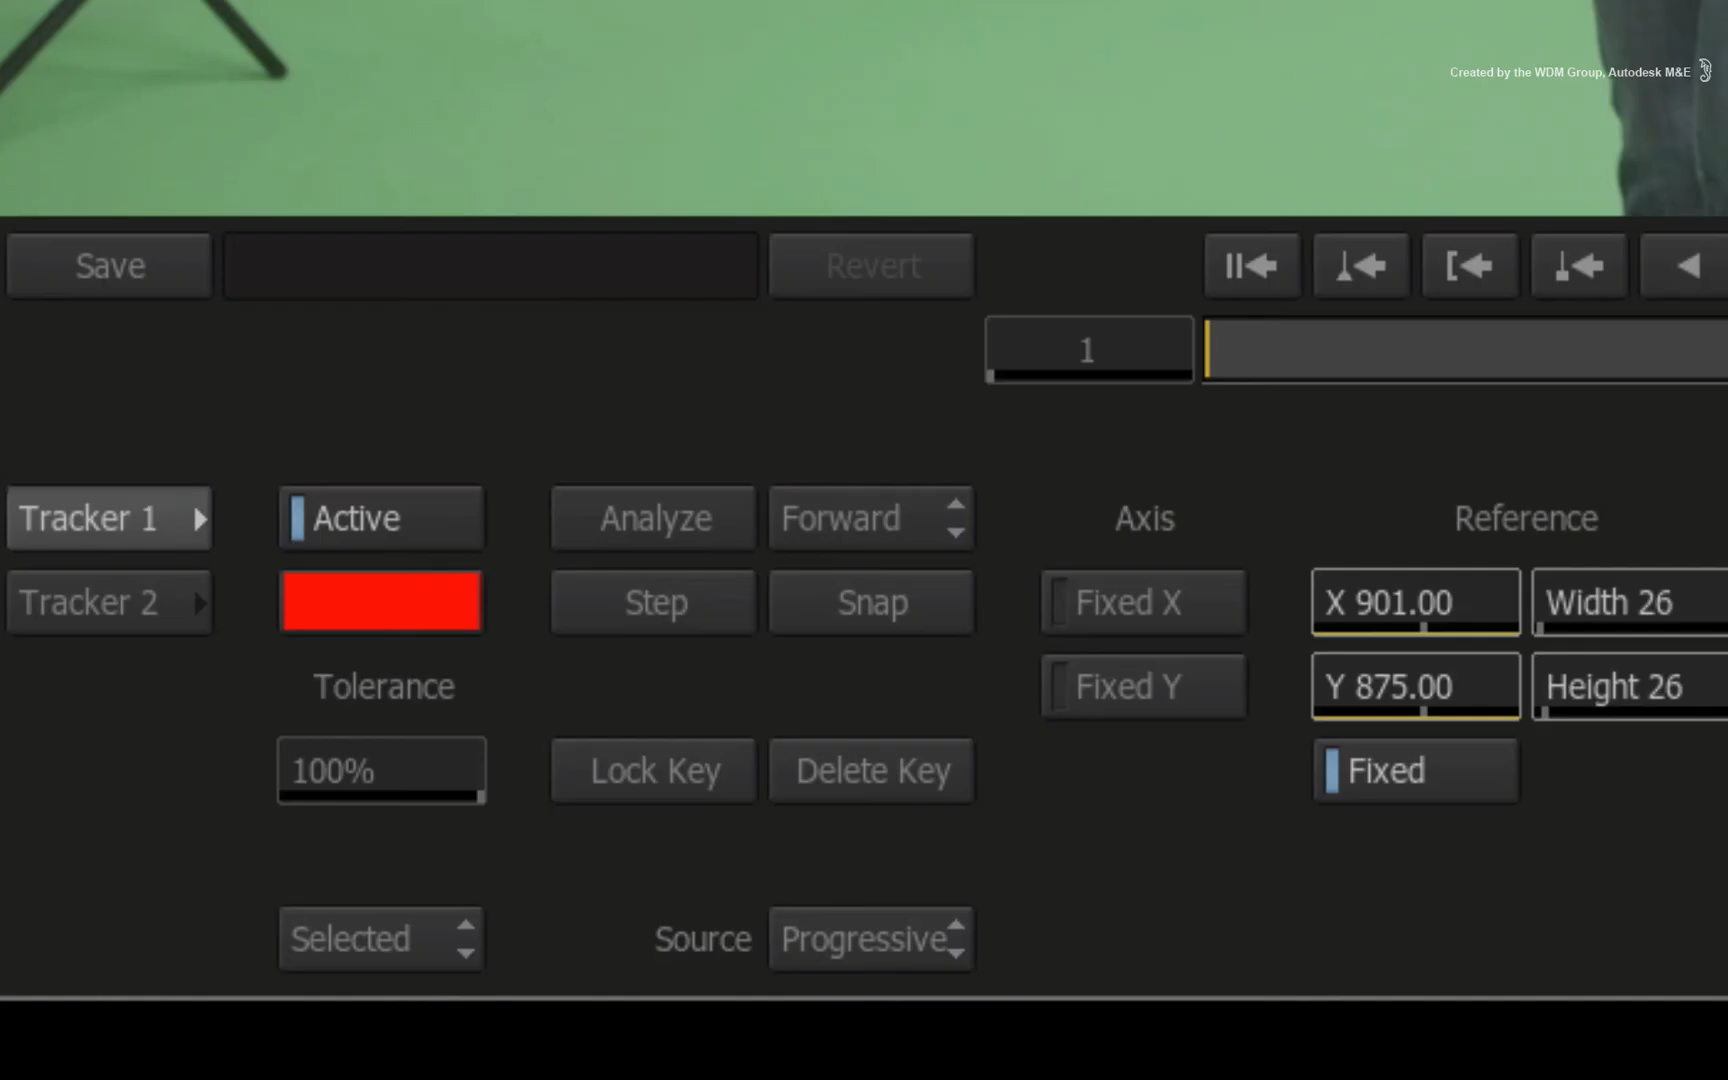 Created by the WDM Group, Autodesk M&E
Save
Revert
1
Tracker 1
Active
Analyze
Forward
Axis
Reference
Tracker 2
Step
Snap
Fixed X
X 901.00
Width 26
Tolerance
Fixed Y
Y 875.00
Height 26
100%
Lock Key
Delete Key
Fixed
Selected
Source
Progressive